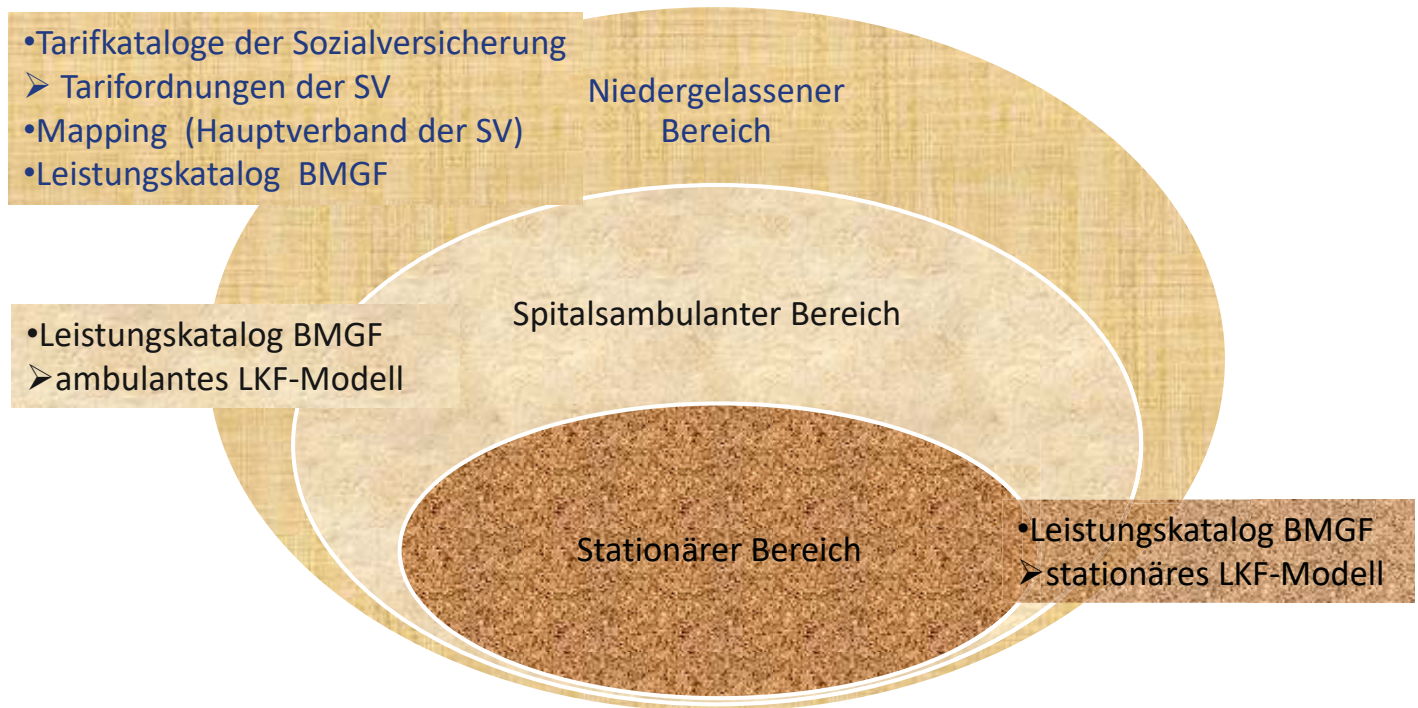 •Tarifkataloge der Sozialversicherung
➢ Tarifordnungen der SV
•Mapping (Hauptverband der SV)
•Leistungskatalog BMGF
Niedergelassener
Bereich
Spitalsambulanter Bereich
•Leistungskatalog BMGF
➢ambulantes LKF-Modell
Stationärer Bereich
•Leistungskatalog BMGF
➢stationäres LKF-Modell